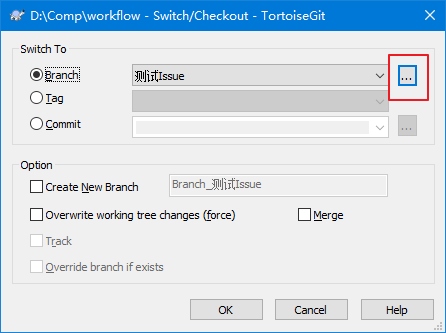 D:\Comp\workflow - Switch/Checkout - TortoiseGit
Switch To
Branch
测试Issue
...
Tag
Commit
...
Option
Create New Branch
Branch_测试Issue
Overwrite working tree changes (force)
Merge
Track
Override branch if exists
OK
Cancel
Help